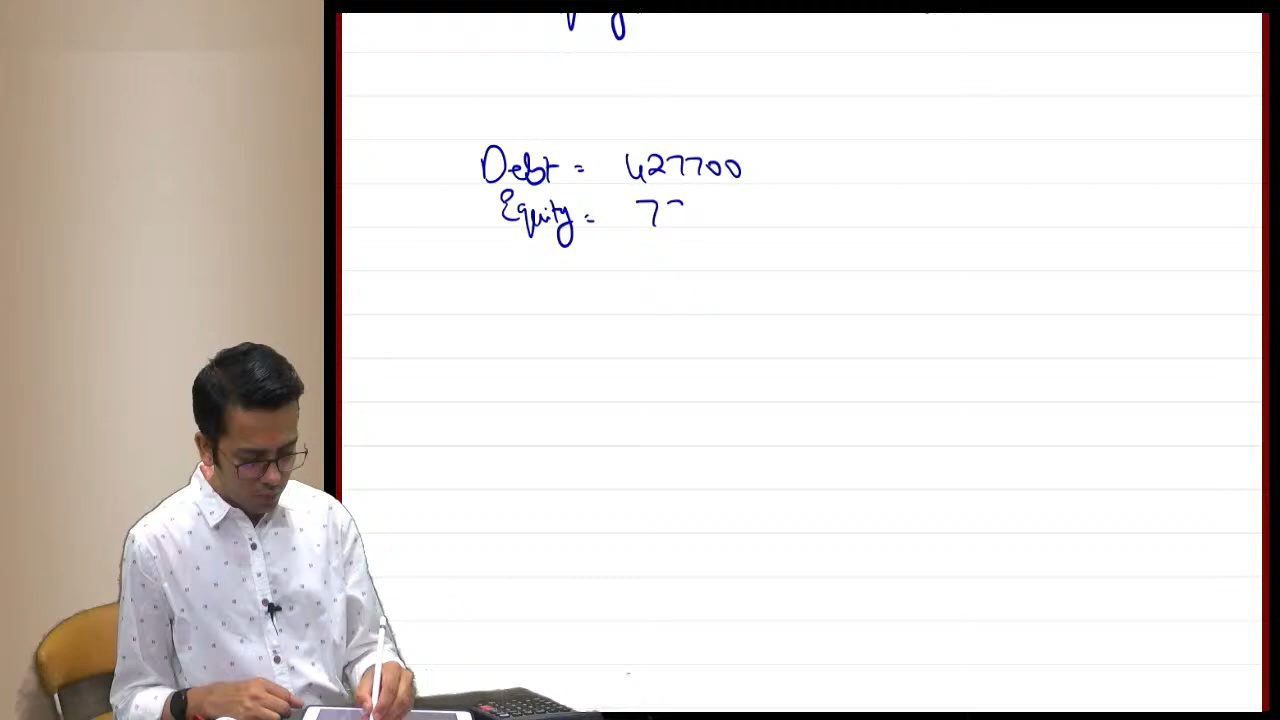 Debt = 427700
Equity = 7